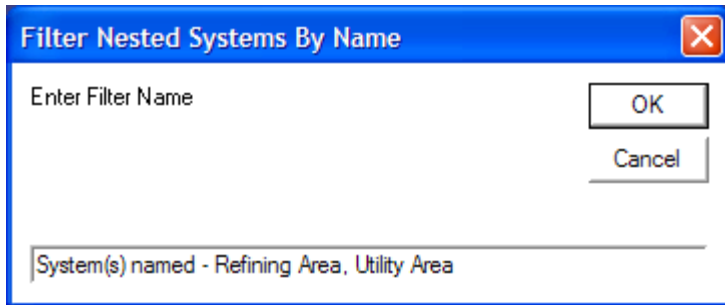 Filter Nested Systems By Name
Enter Filter Name
OK
Cancel
System(s) named - Refining Area, Utility Area